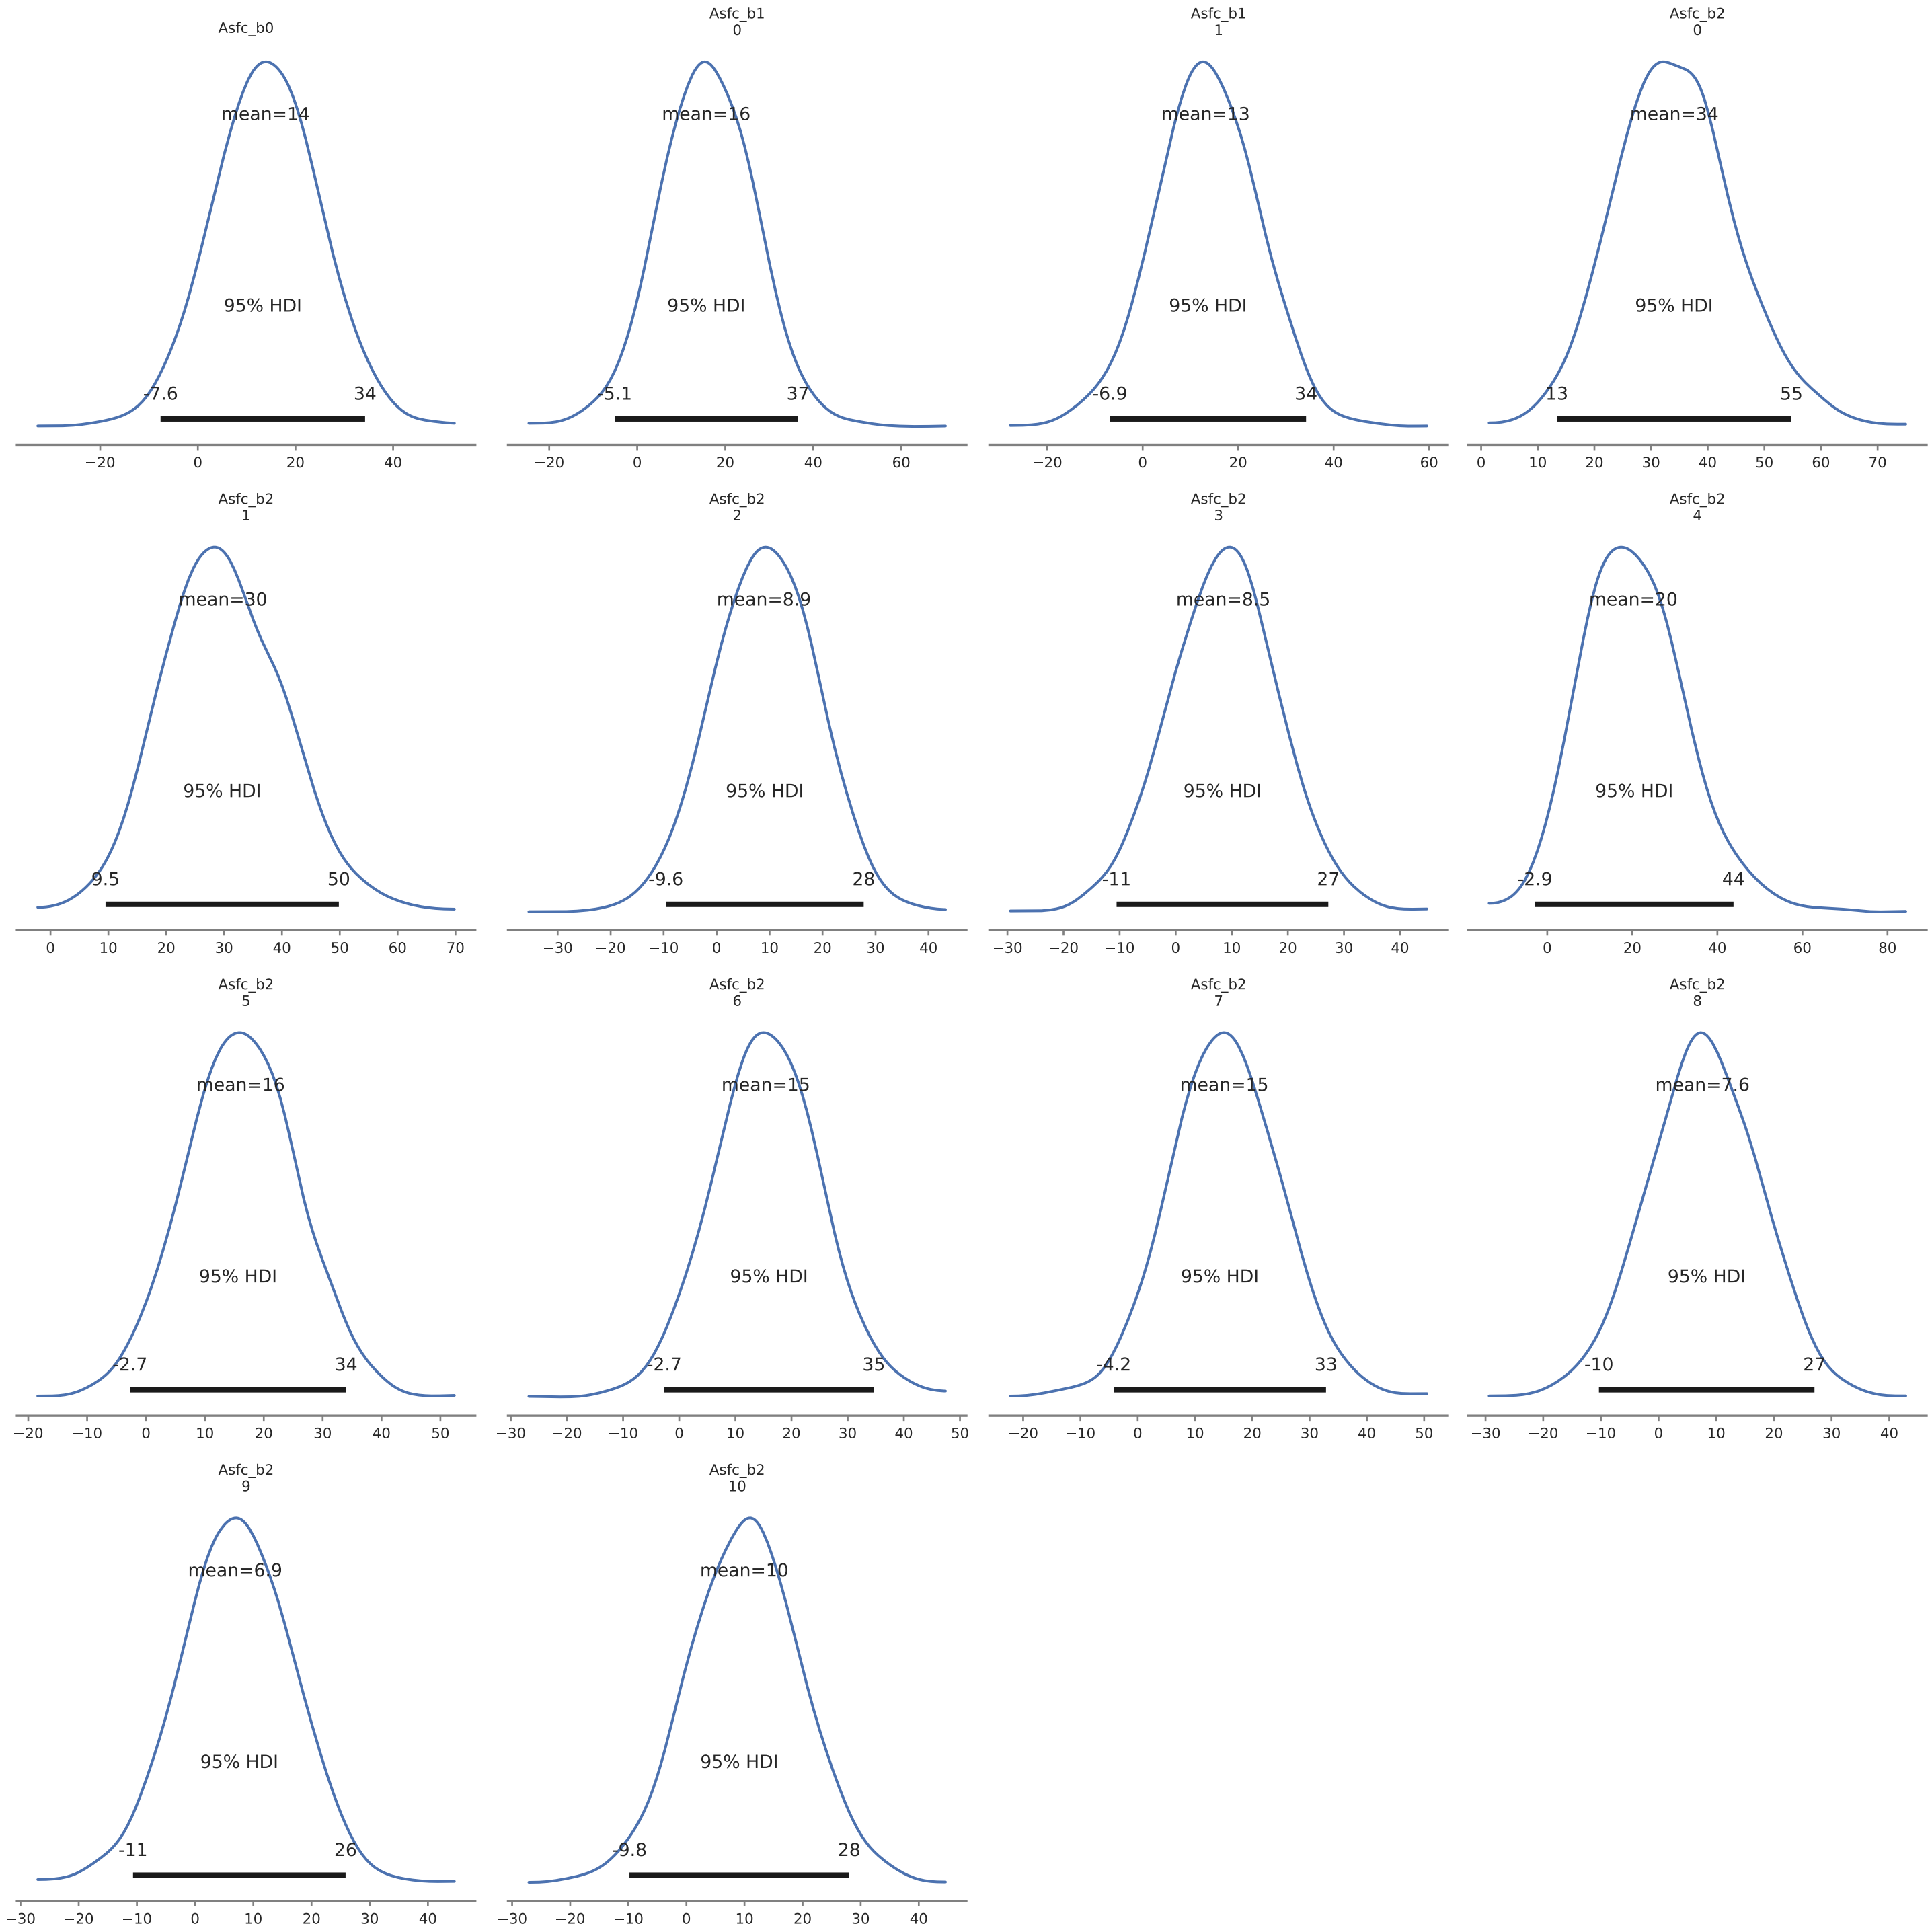 Asfc_b0
mean=14
95% HDI
-7.6 34
−20 0 20 40
Asfc_b1
0
mean=16
95% HDI
-5.1 37
−20 0 20 40 60
Asfc_b1
1
mean=13
95% HDI
-6.9 34
−20 0 20 40 60
Asfc_b2
0
mean=34
95% HDI
13 55
0 10 20 30 40 50 60 70
Asfc_b2
1
mean=30
95% HDI
9.5 50
0 10 20 30 40 50 60 70
Asfc_b2
2
mean=8.9
95% HDI
-9.6 28
−30 −20 −10 0 10 20 30 40
Asfc_b2
3
mean=8.5
95% HDI
-11 27
−30 −20 −10 0 10 20 30 40
Asfc_b2
4
mean=20
95% HDI
-2.9 44
0 20 40 60 80
Asfc_b2
5
mean=16
95% HDI
-2.7 34
−20 −10 0 10 20 30 40 50
Asfc_b2
6
mean=15
95% HDI
-2.7 35
−30 −20 −10 0 10 20 30 40 50
Asfc_b2
7
mean=15
95% HDI
-4.2 33
−20 −10 0 10 20 30 40 50
Asfc_b2
8
mean=7.6
95% HDI
-10 27
−30 −20 −10 0 10 20 30 40
Asfc_b2
9
mean=6.9
95% HDI
-11 26
−30 −20 −10 0 10 20 30 40
Asfc_b2
10
mean=10
95% HDI
-9.8 28
−30 −20 −10 0 10 20 30 40